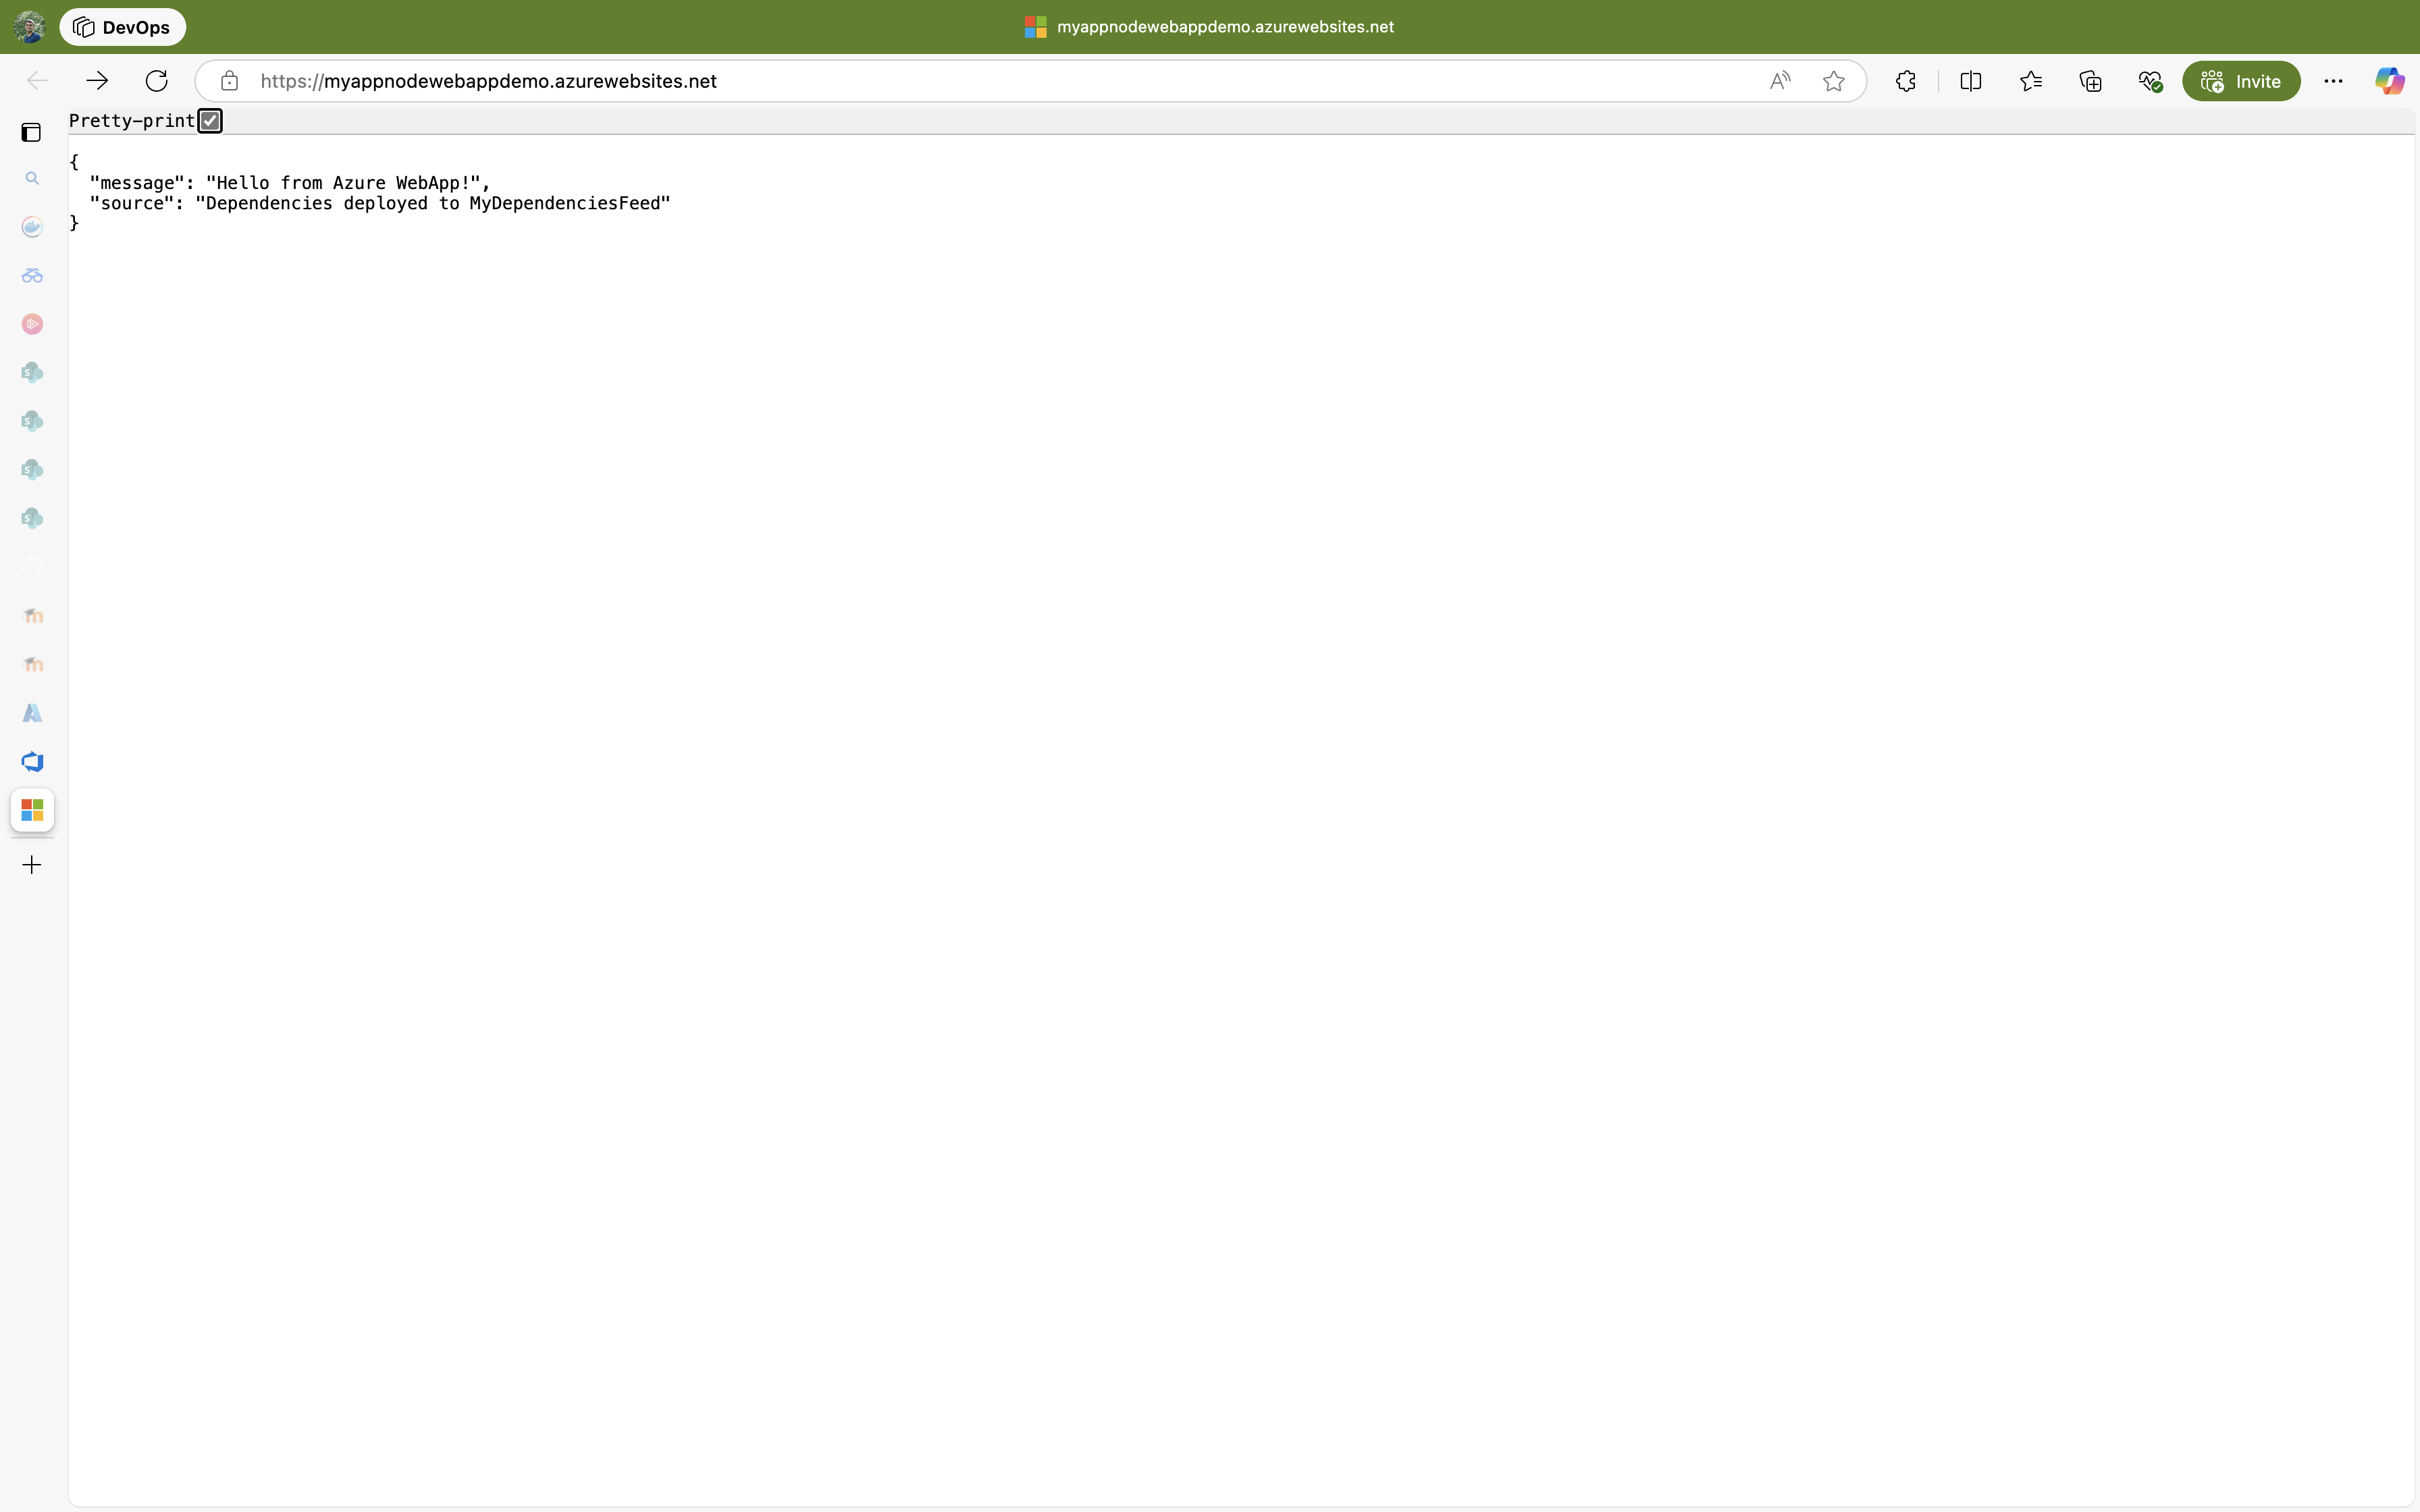 DevOps
myappnodewebappdemo.azurewebsites.net
https://myappnodewebappdemo.azurewebsites.net
Invite
Pretty-print
{
"message": "Hello from Azure WebApp!",
"source": "Dependencies deployed to MyDependenciesFeed"
}